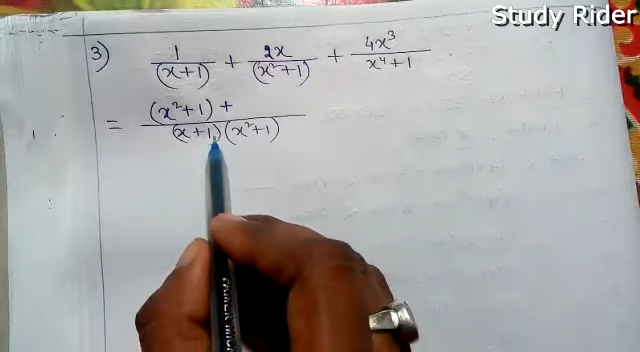 Study Rider
3) 1/(x+1) + 2x/(x²+1) + 4x³/x⁴+1
= (x²+1) + / (x+1)(x²+1)